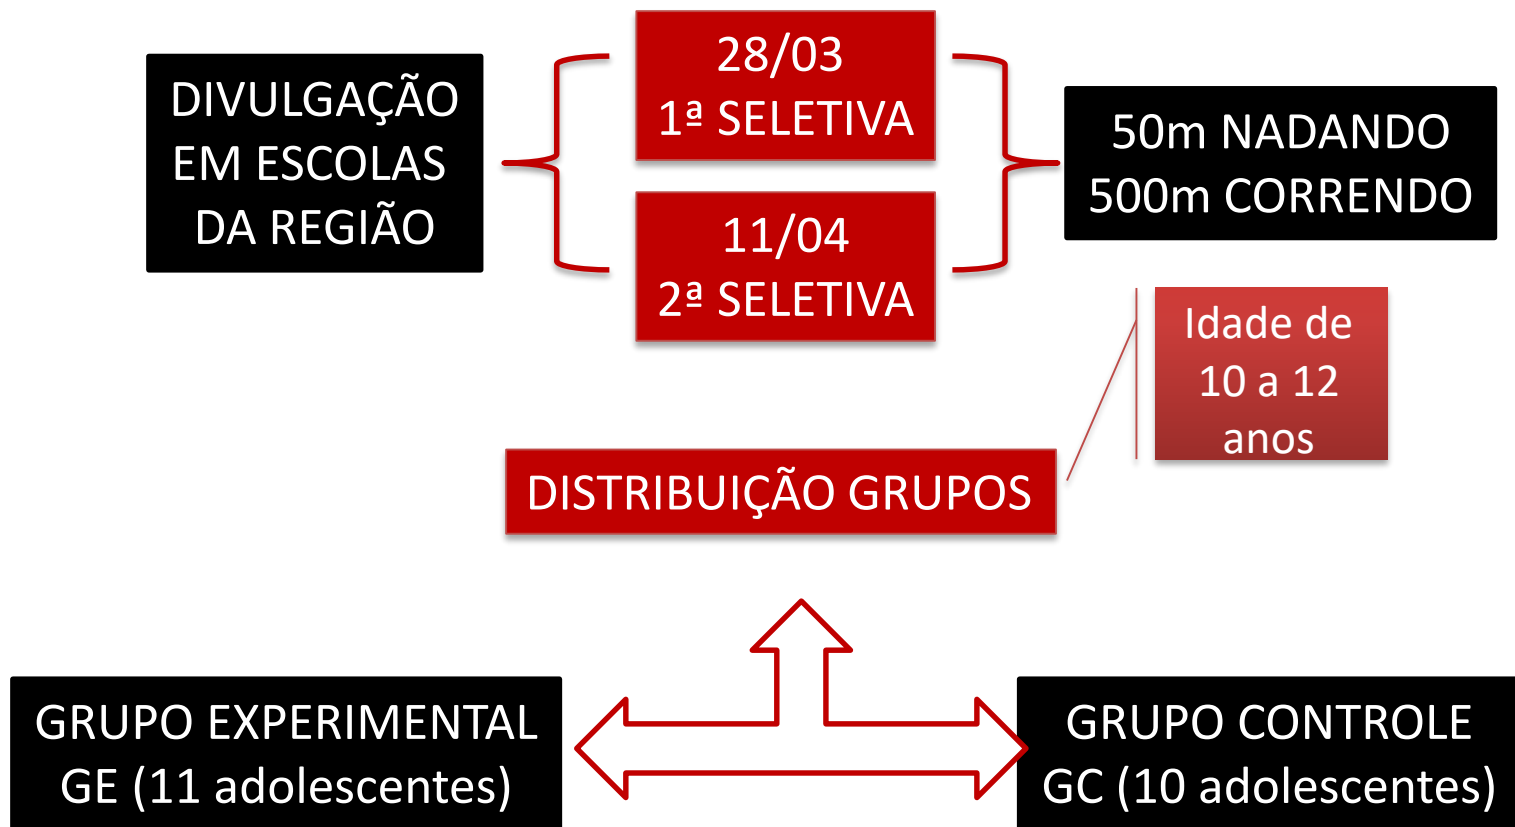 DIVULGAÇÃO
EM ESCOLAS
DA REGIÃO
28/03
1ª SELETIVA
11/04
2ª SELETIVA
50m NADANDO
500m CORRENDO
Idade de
10 a 12
anos
DISTRIBUIÇÃO GRUPOS
GRUPO EXPERIMENTAL
GE (11 adolescentes)
GRUPO CONTROLE
GC (10 adolescentes)